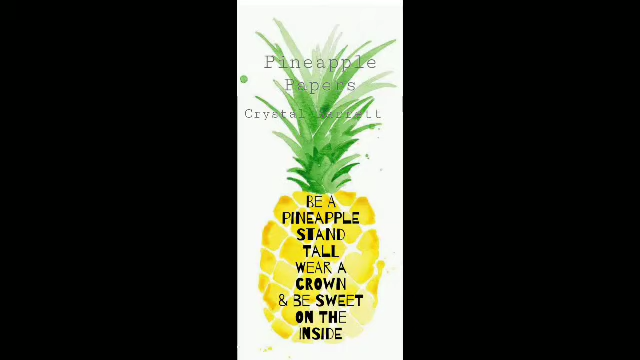 Pineapple
Papers
Crystal Barrett
BE A
PINEAPPLE
STAND
TALL
WEAR A
CROWN
& BE SWEET
ON THE
INSIDE